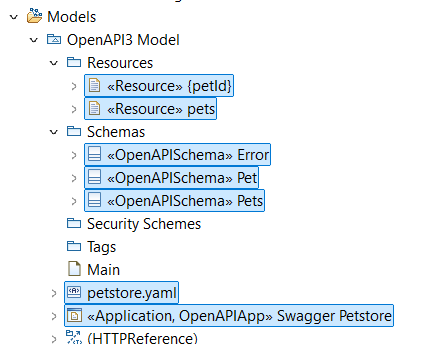 Models
OpenAPI3 Model
Resources
«Resource» {petId}
«Resource» pets
Schemas
«OpenAPISchema» Error
«OpenAPISchema» Pet
«OpenAPISchema» Pets
Security Schemes
Tags
Main
petstore.yaml
«Application, OpenAPIApp» Swagger Petstore
(HTTPReference)